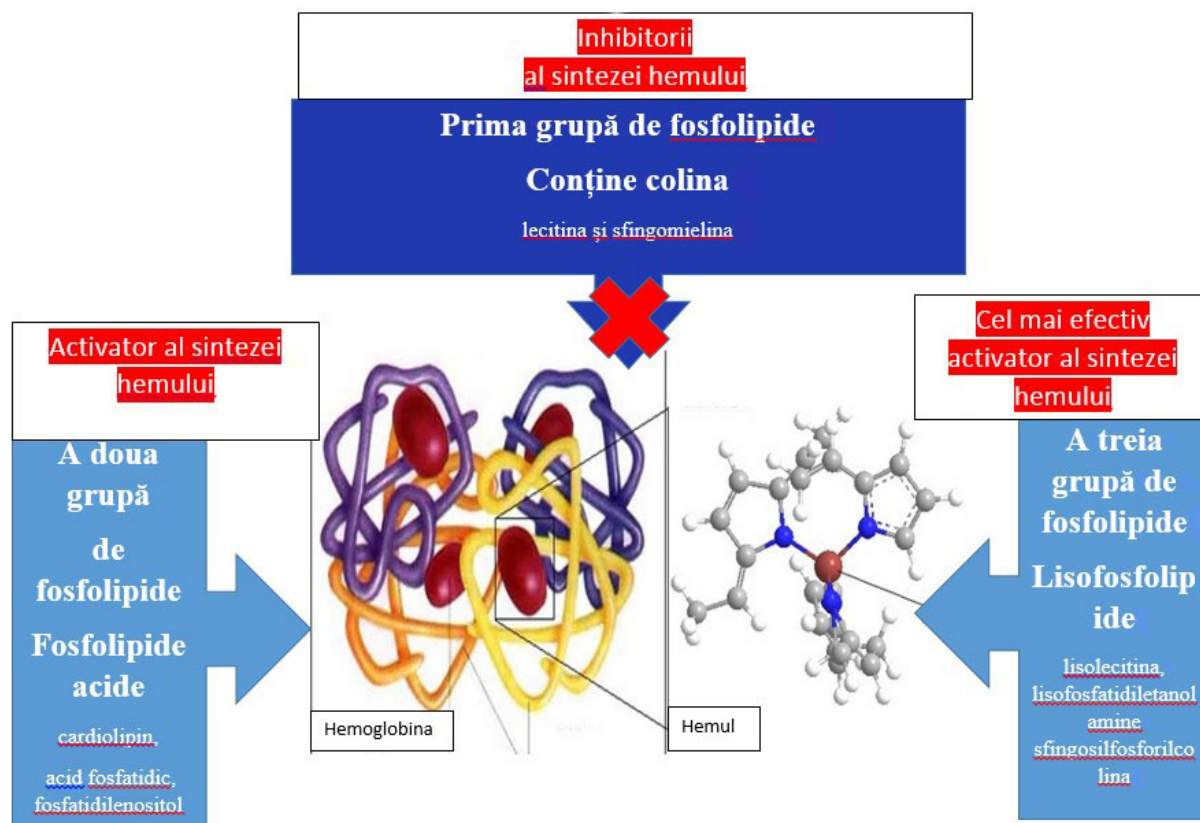 Inhibitorii
al sintezei hemului
Prima grupă de fosfolipide
Conține colina
lecitina și sfingomielina
Activator al sintezei
hemului
A doua
grupă
de
fosfolipide
Fosfolipide
acide
cardiolipin,
acid fosfatidic,
fosfatidilenositol
Hemoglobina
Hemul
Cel mai efectiv
activator al sintezei
hemului
A treia
grupă de
fosfolipide
Lisofosfolip
ide
lisolecitina,
lisofosfatidiletanol
amine
sfingosilfosforilco
lina